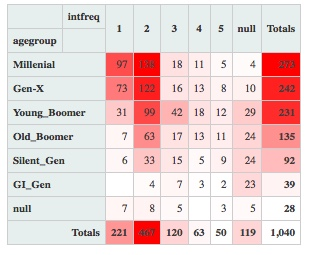 intfreq 1 2 3 4 5 null Totals
agegroup
Millenial 97 138 18 11 5 4 273
Gen-X 73 122 16 13 8 10 242
Young_Boomer 31 99 42 18 12 29 231
Old_Boomer 7 63 17 13 11 24 135
Silent_Gen 6 33 15 5 9 24 92
GI_Gen 4 7 3 2 23 39
null 7 8 5 3 5 28
Totals 221 467 120 63 50 119 1,040